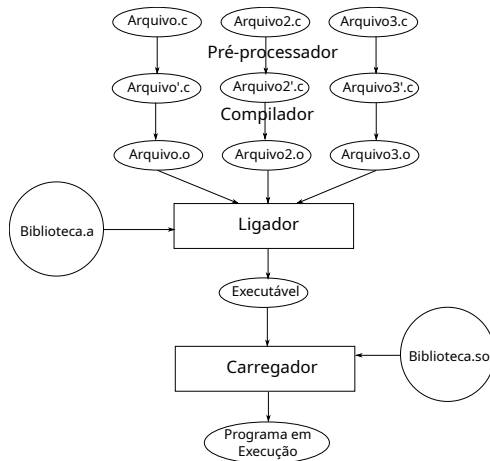 Arquivo.c Arquivo2.c Arquivo3.c
Pré-processador
Arquivo'.c Arquivo2'.c Arquivo3'.c
Compilador
Arquivo.o Arquivo2.o Arquivo3.o
Ligador
Biblioteca.a
Executável
Biblioteca.so
Carregador
Programa em
Execução